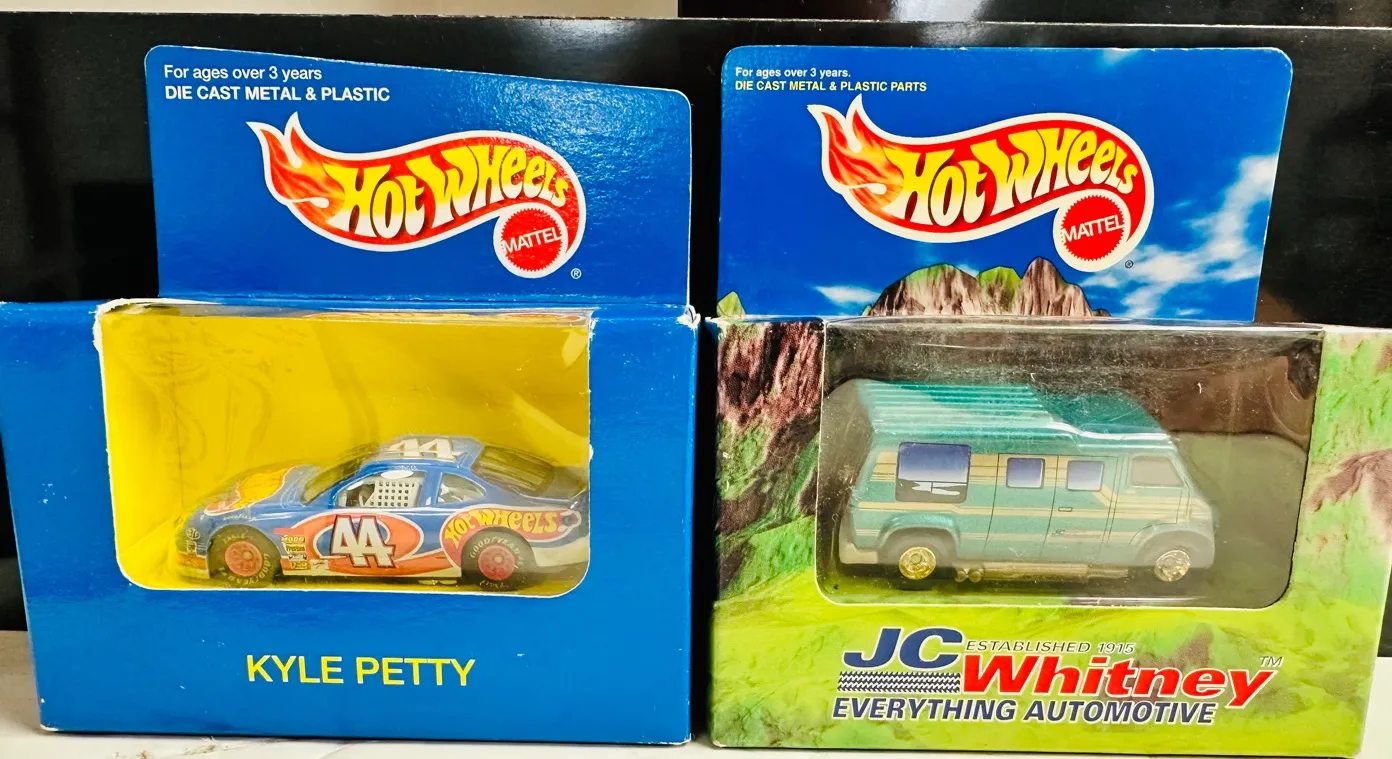 For ages over 3 years
DIE CAST METAL & PLASTIC
HOT WHEELS
MATTEL
®
44
44
HOT WHEELS
GOODYEAR
KYLE PETTY
For ages over 3 years.
DIE CAST METAL & PLASTIC PARTS
HOT WHEELS
MATTEL
®
JC ESTABLISHED 1915
Whitney™
EVERYTHING AUTOMOTIVE